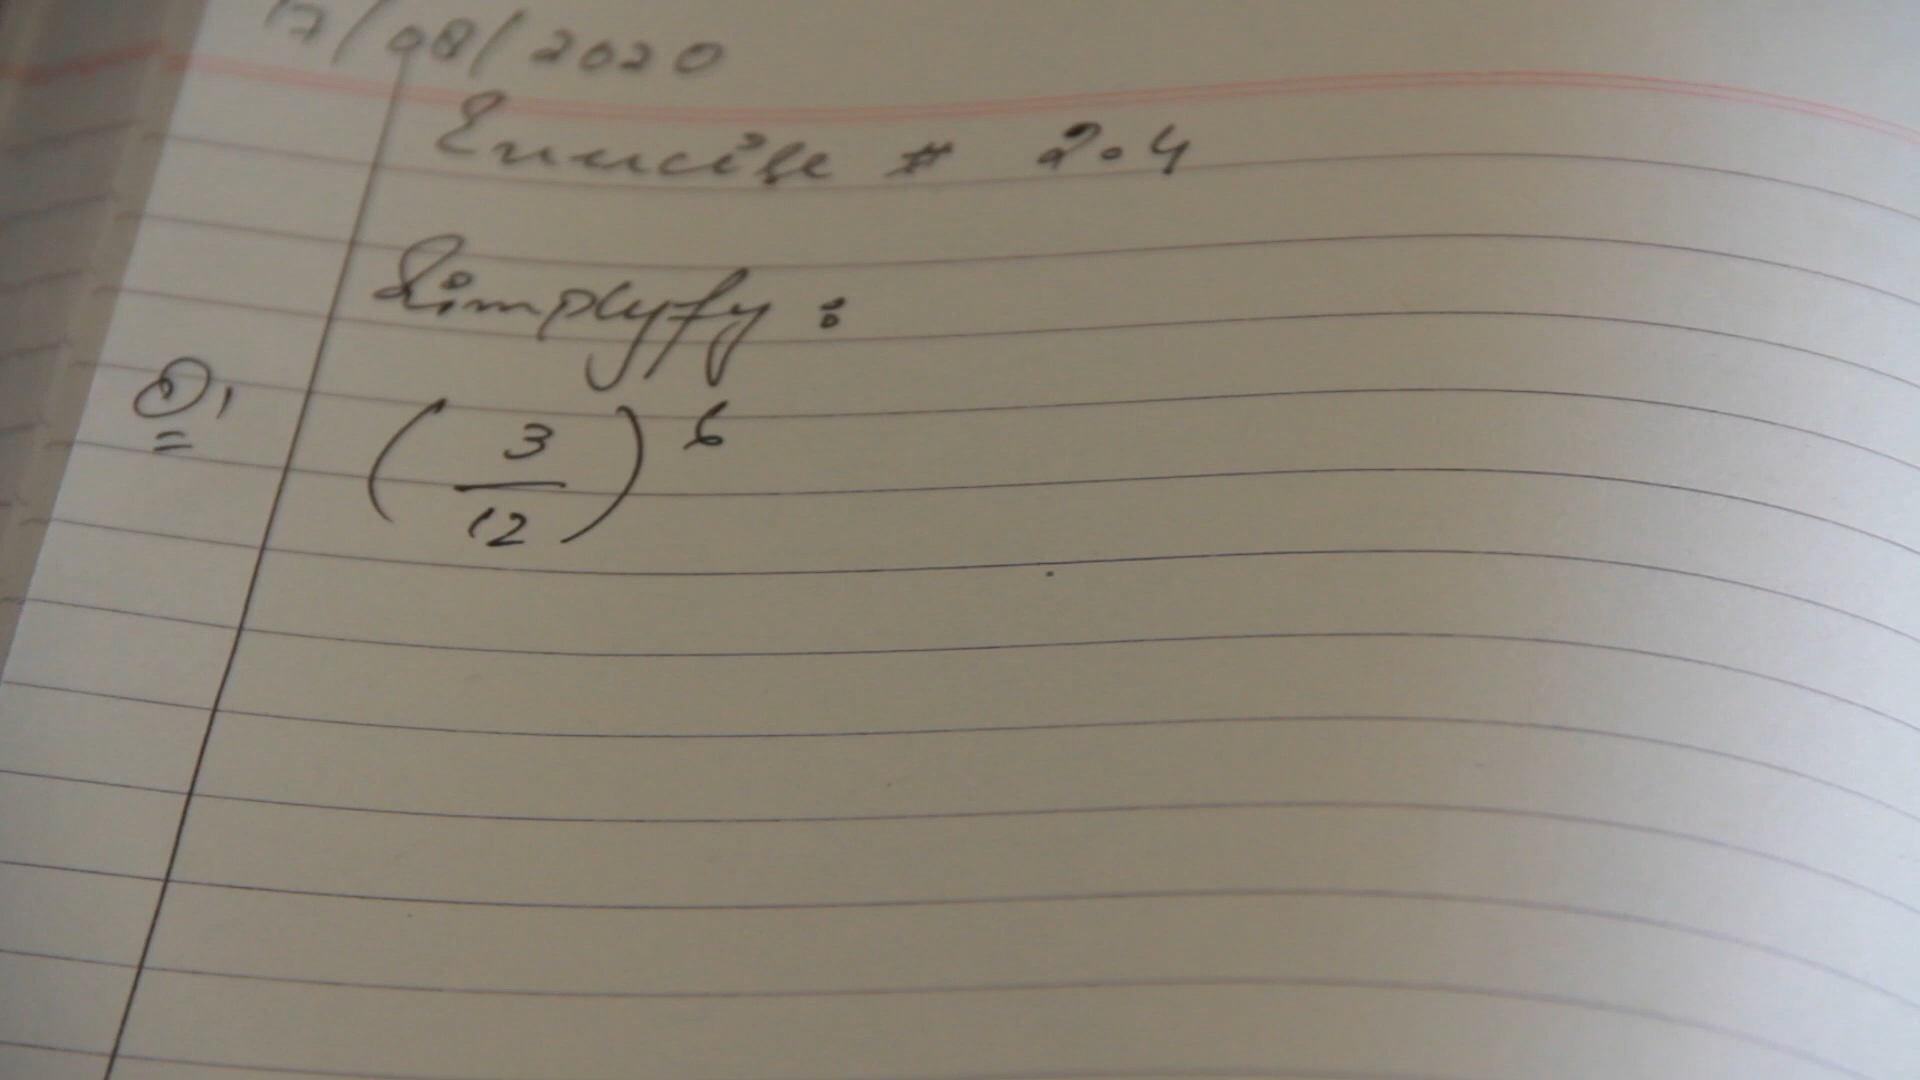 17/08/2020
Exercise # 2.4
Simplyfy :
Q1
(3/12)^6